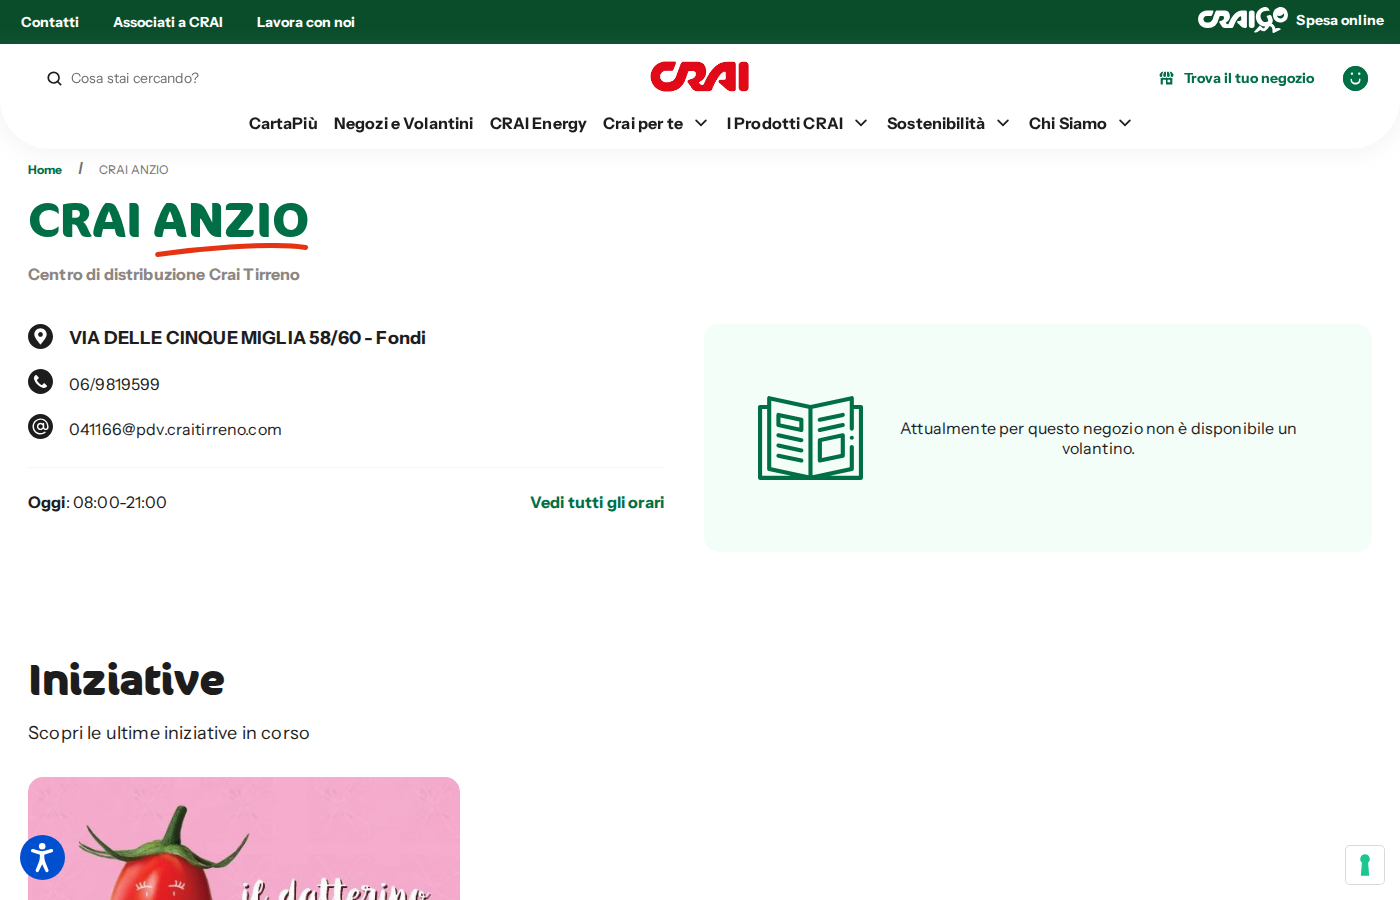 Contatti
Associati a CRAI
Lavora con noi
CRAIGO
Spesa online
Cosa stai cercando?
CRAI
Trova il tuo negozio
CartaPiù
Negozi e Volantini
CRAI Energy
Crai per te
I Prodotti CRAI
Sostenibilità
Chi Siamo
Home / CRAI ANZIO
CRAI ANZIO
Centro di distribuzione Crai Tirreno
VIA DELLE CINQUE MIGLIA 58/60 - Fondi
06/9819599
041166@pdv.craitirreno.com
Oggi: 08:00-21:00
Vedi tutti gli orari
Attualmente per questo negozio non è disponibile un
volantino.
Iniziative
Scopri le ultime iniziative in corso
il datterino